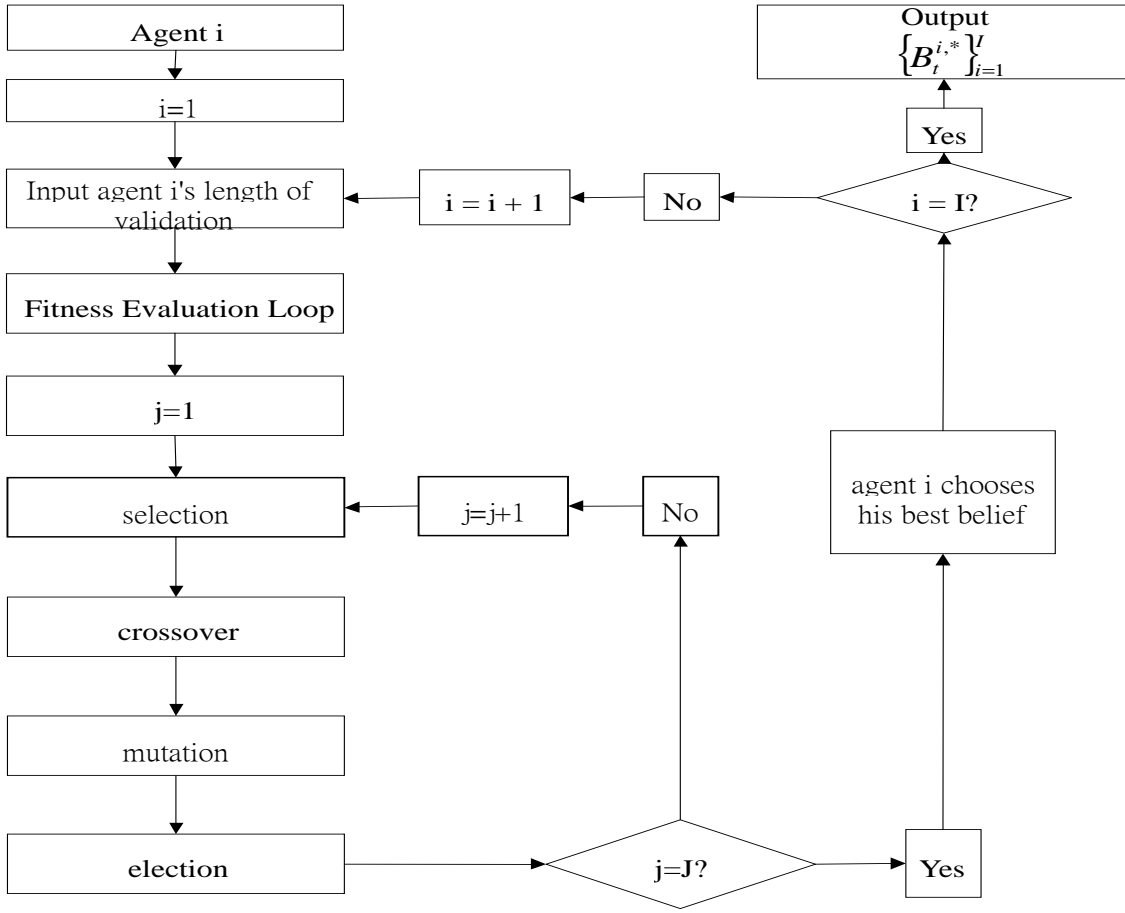 Agent i
i=1
Input agent i's length of
validation
Fitness Evaluation Loop
j=1
selection
crossover
mutation
election
j=J?
No
j=j+1
Yes
agent i chooses
his best belief
i = I?
No
i = i + 1
Yes
Output
{B_t^{i,*}}_{i=1}^I